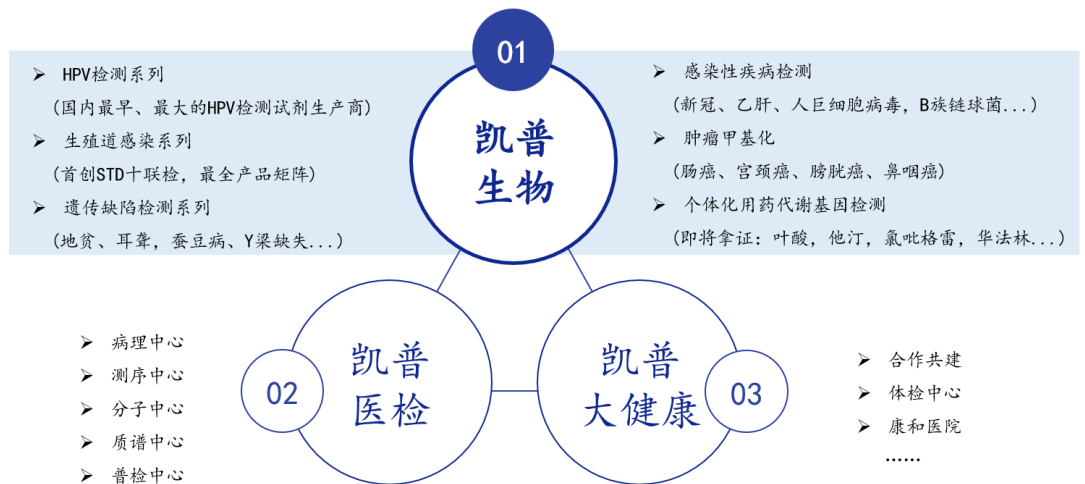 01
HPV检测系列
(国内最早、最大的HPV检测试剂生产商)
生殖道感染系列
(首创STD十联检，最全产品矩阵)
遗传缺陷检测系列
(地贫、耳聋，蚕豆病、Y梁缺失...)
凯普
生物
感染性疾病检测
(新冠、乙肝、人巨细胞病毒，B族链球菌...)
肿瘤甲基化
(肠癌、宫颈癌、膀胱癌、鼻咽癌)
个体化用药代谢基因检测
(即将拿证：叶酸，他汀，氯吡格雷，华法林...)
病理中心
测序中心
分子中心
质谱中心
普检中心
02
凯普
医检
凯普
大健康
03
合作共建
体检中心
康和医院
......